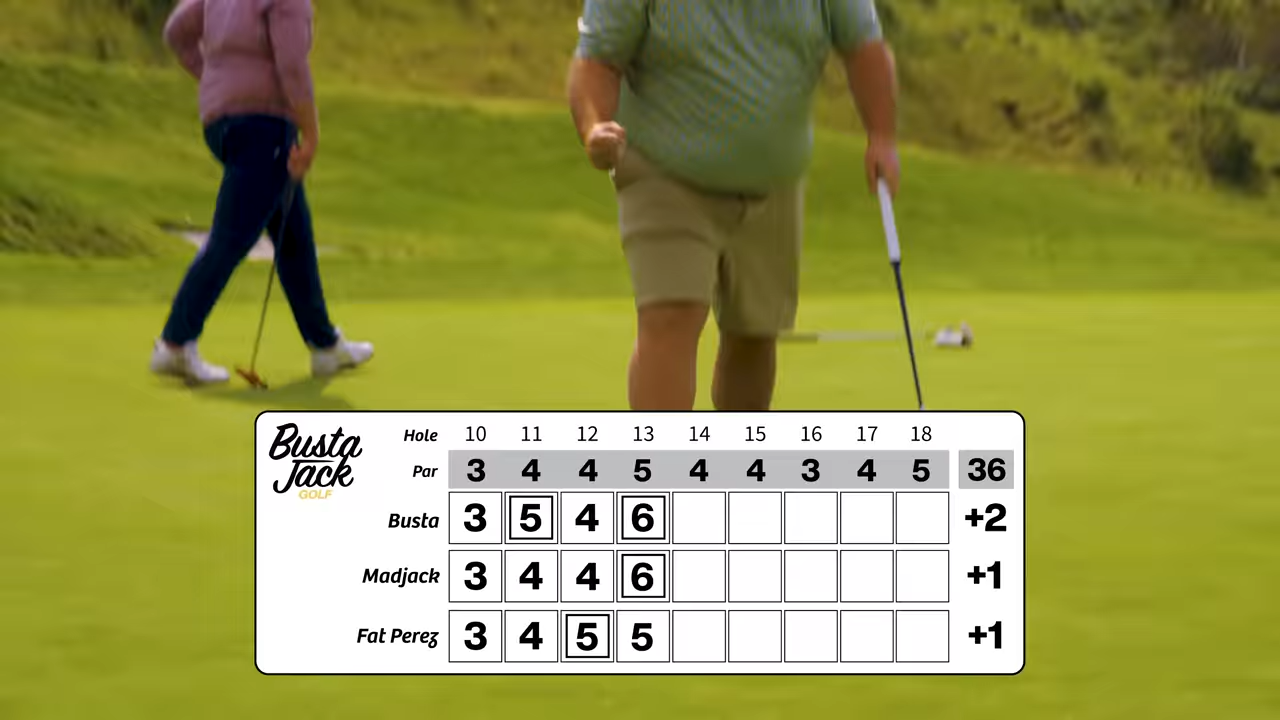 Busta
Jack
GOLF
Hole 10 11 12 13 14 15 16 17 18
Par 3 4 4 5 4 4 3 4 5 36
Busta 3 5 4 6 +2
Madjack 3 4 4 6 +1
Fat Perez 3 4 5 5 +1